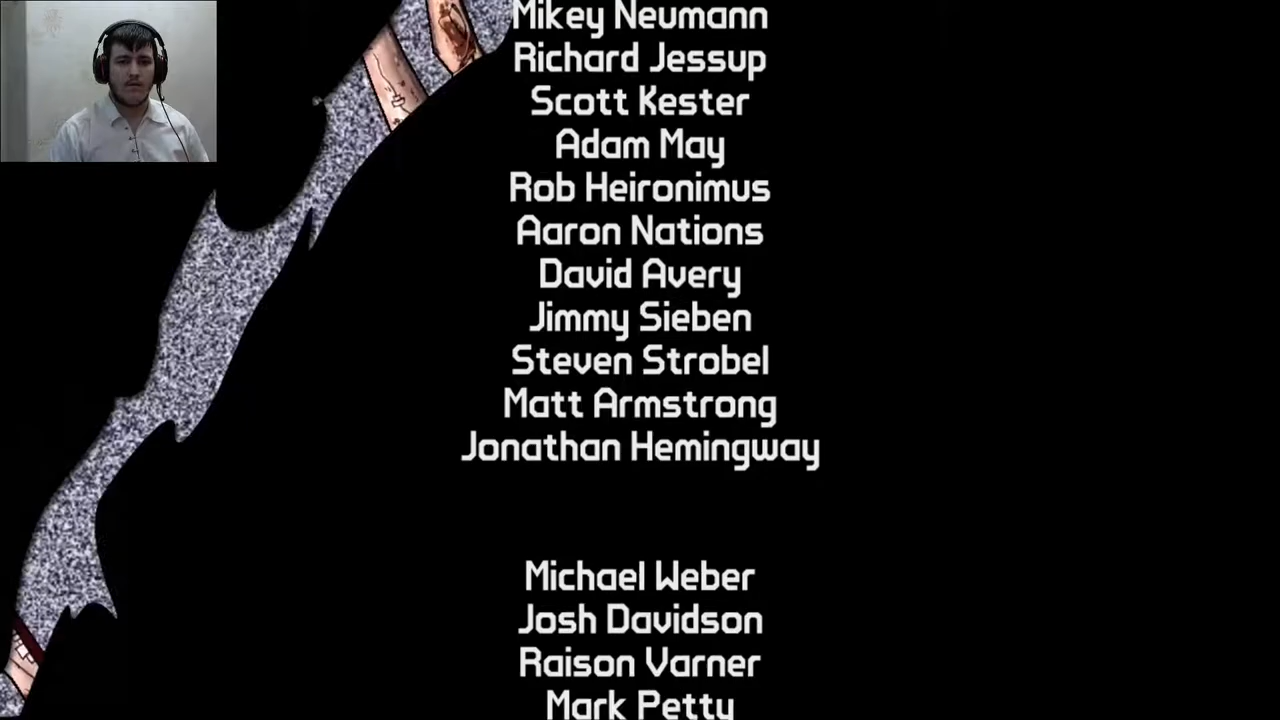 Mikey Neumann
Richard Jessup
Scott Kester
Adam May
Rob Heironimus
Aaron Nations
David Avery
Jimmy Sieben
Steven Strobel
Matt Armstrong
Jonathan Hemingway
Michael Weber
Josh Davidson
Raison Varner
Mark Petty